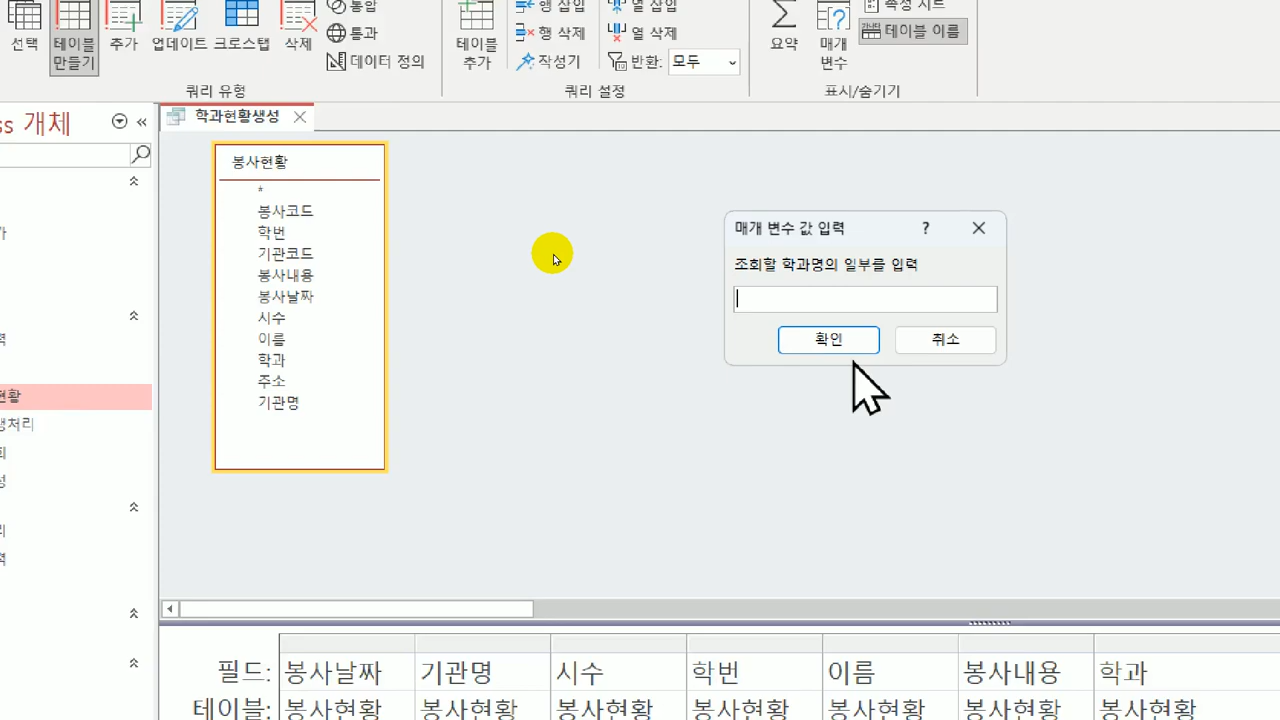 통합
행 삽입
열 삽입
속성 시트
선택
테이블
만들기
추가
업데이트
크로스탭
삭제
통과
데이터 정의
쿼리 유형
테이블
추가
행 삭제
작성기
열 삭제
반환: 모두
쿼리 설정
요약
매개
변수
테이블 이름
표시/숨기기
ss 개체
«
학과현황생성
봉사현황
*
봉사코드
학번
기관코드
봉사내용
봉사날짜
시수
이름
학과
주소
기관명
매개 변수 값 입력 ?
조회할 학과명의 일부를 입력
확인
취소
현황
생처리
회
성
리
력
필드: 봉사날짜 기관명 시수 학번 이름 봉사내용 학과
테이블: 봉사현황 봉사현황 봉사현황 봉사현황 봉사현황 봉사현황 봉사현황